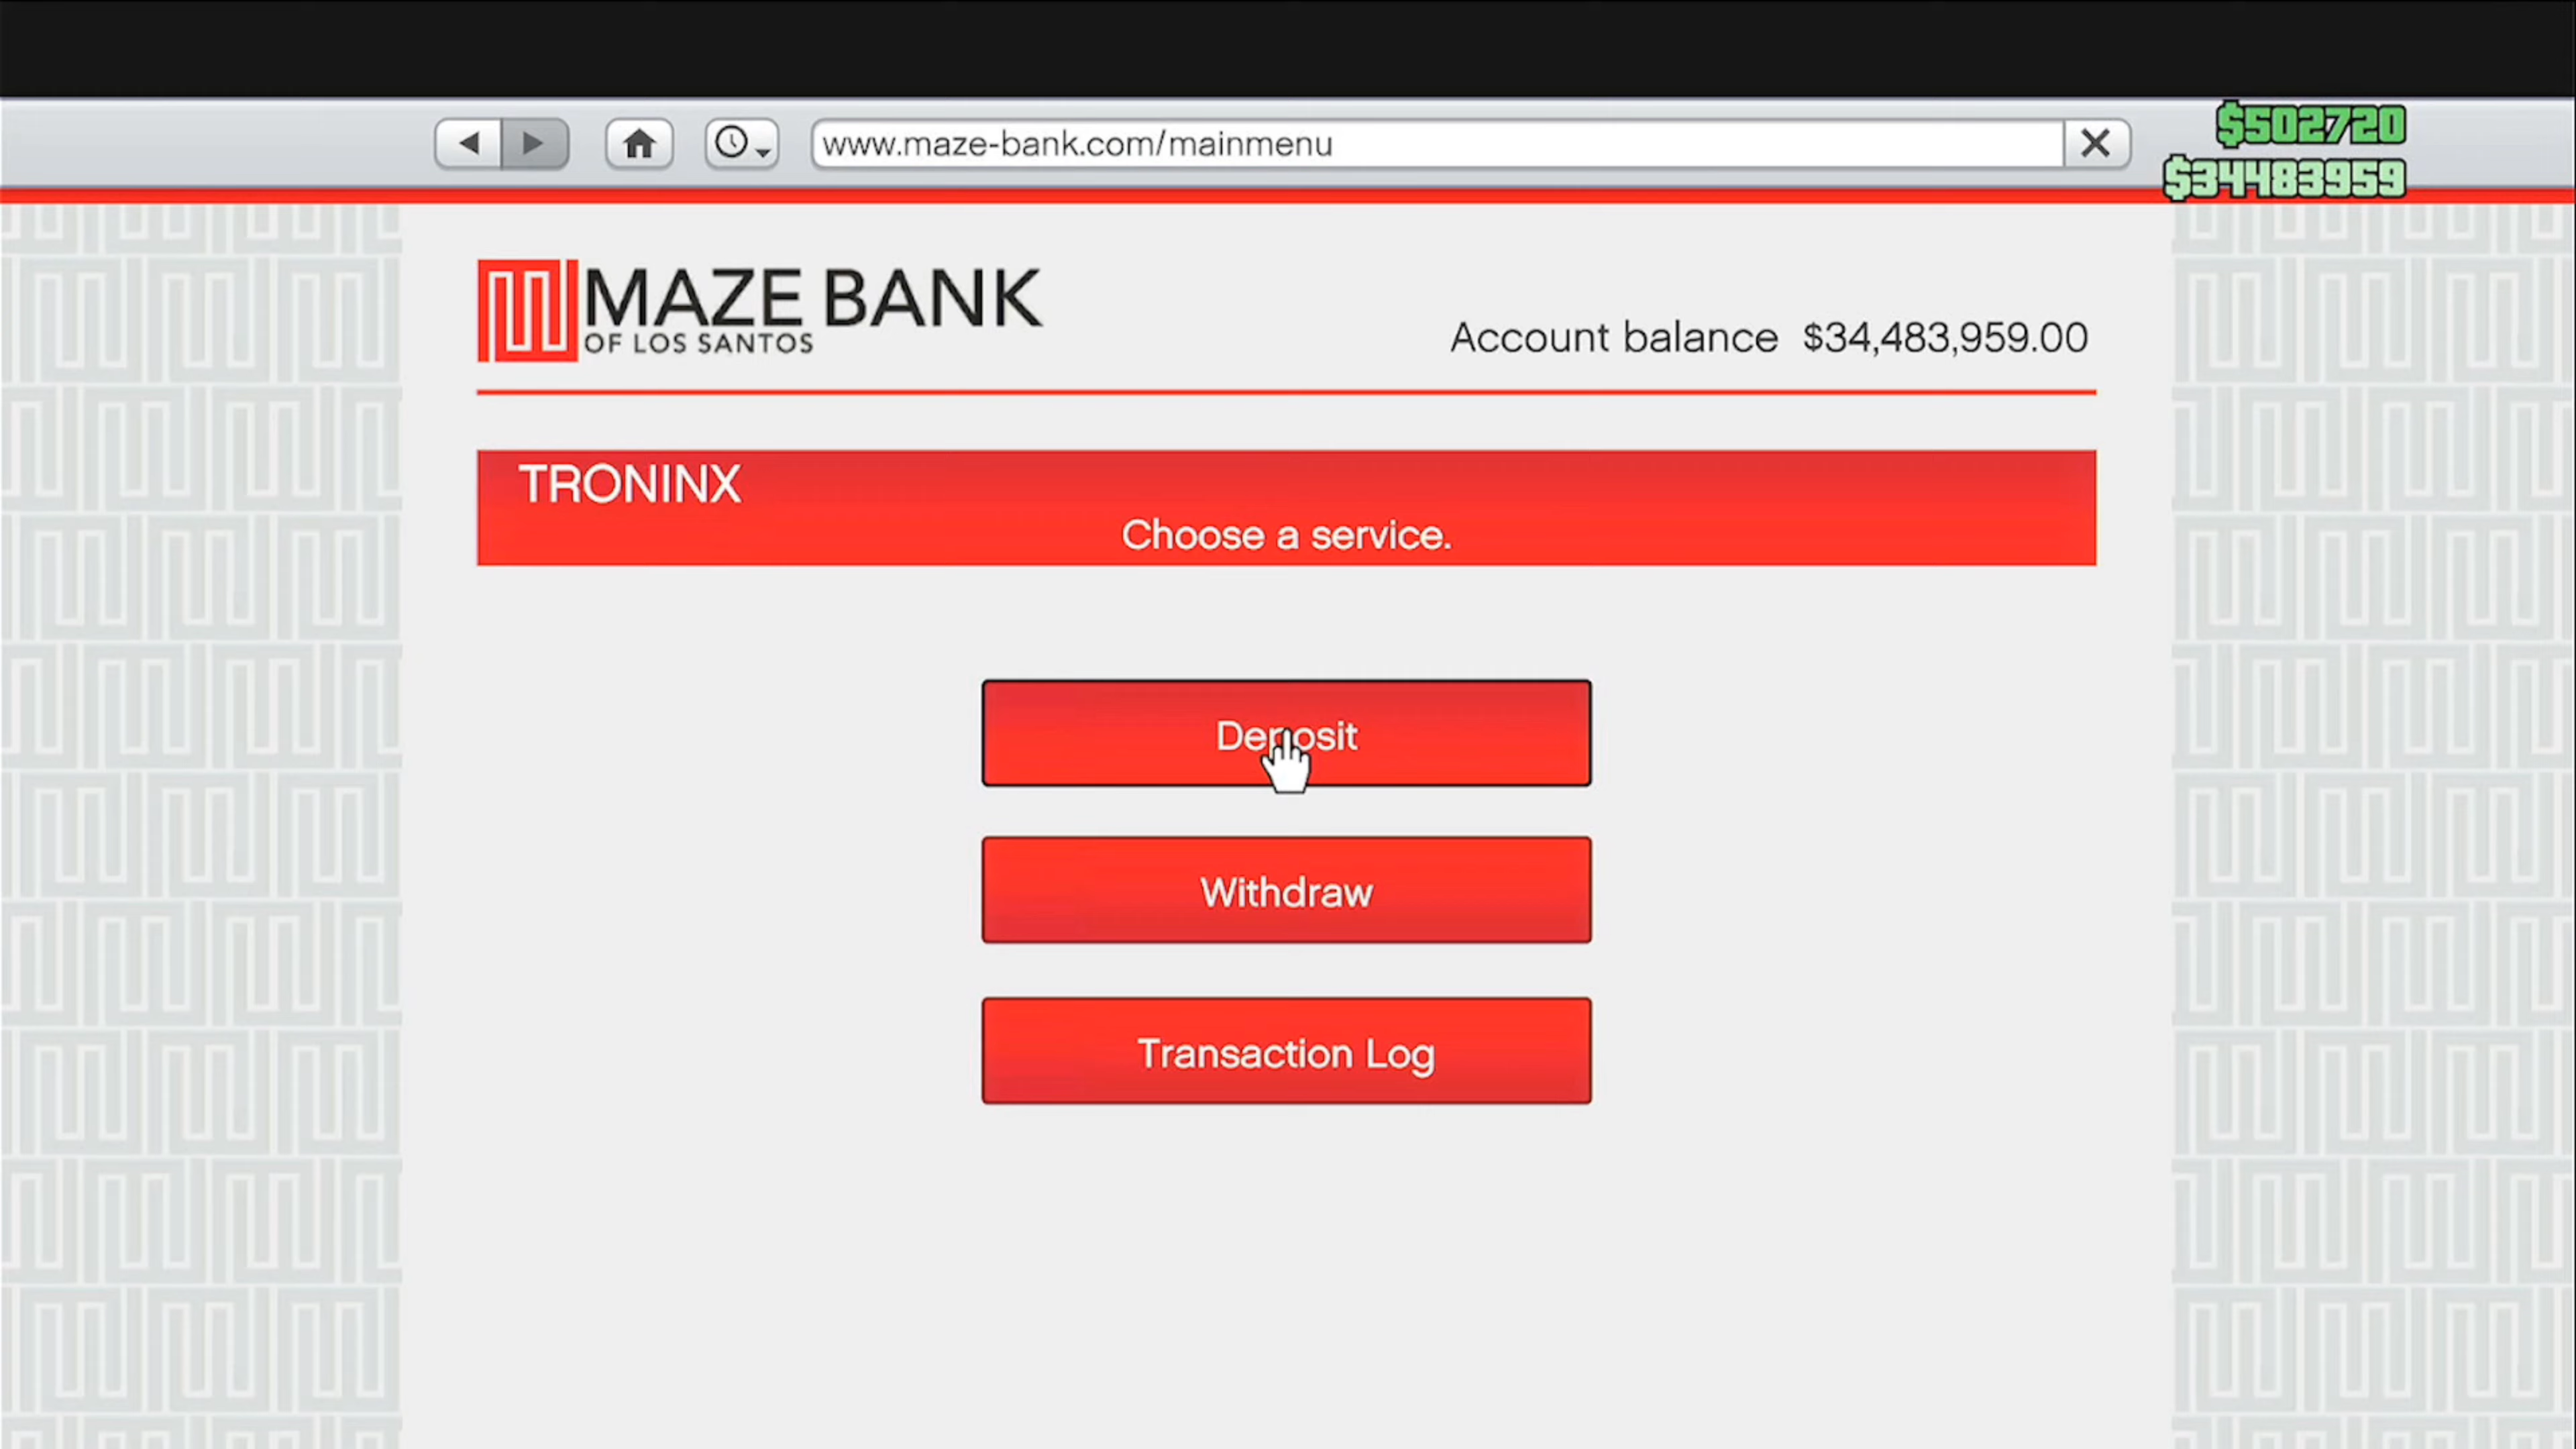 www.maze-bank.com/mainmenu
$502720
$34483959
MAZE BANK
OF LOS SANTOS
Account balance $34,483,959.00
TRONINX
Choose a service.
Deposit
Withdraw
Transaction Log